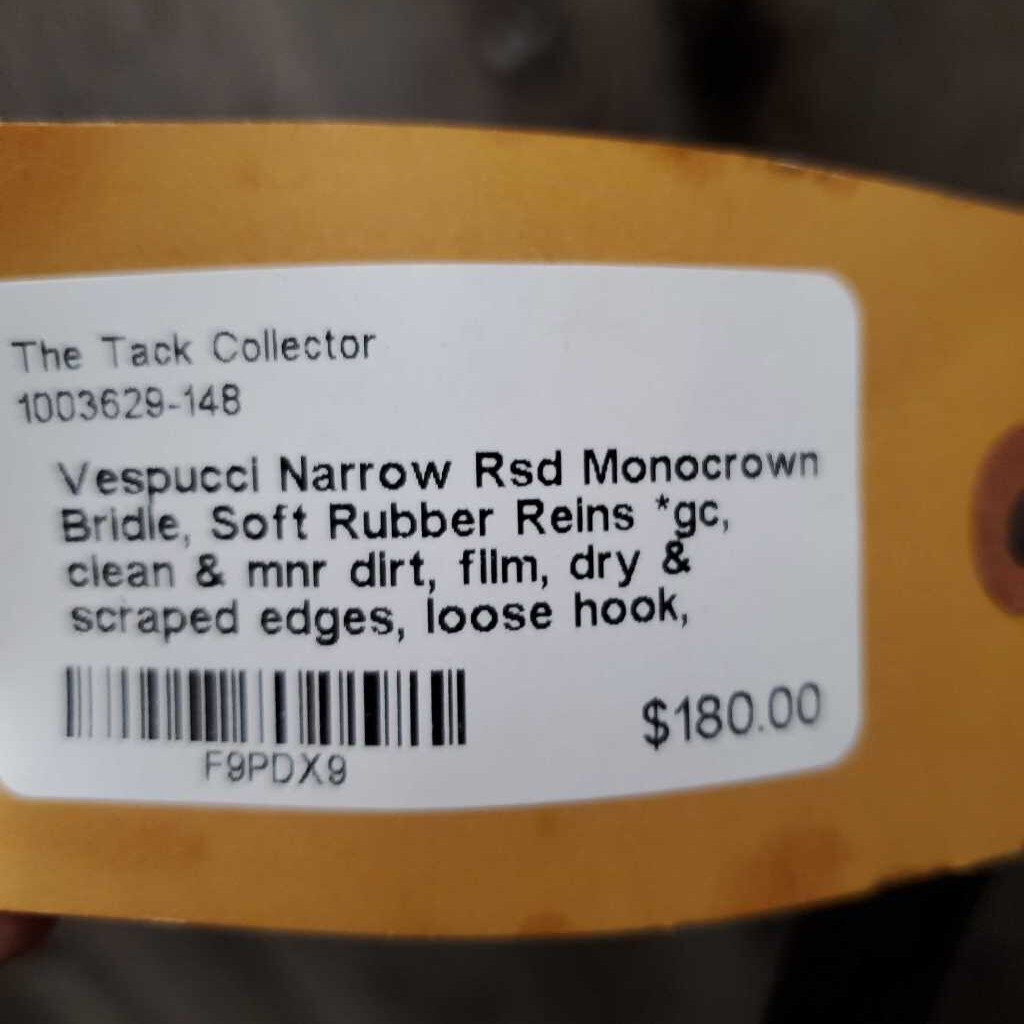 The Tack Collector
1003629-148
Vespucci Narrow Rsd Monocrown
Bridle, Soft Rubber Reins *gc,
clean & mnr dirt, film, dry &
scraped edges, loose hook,
$180.00
F9PDX9